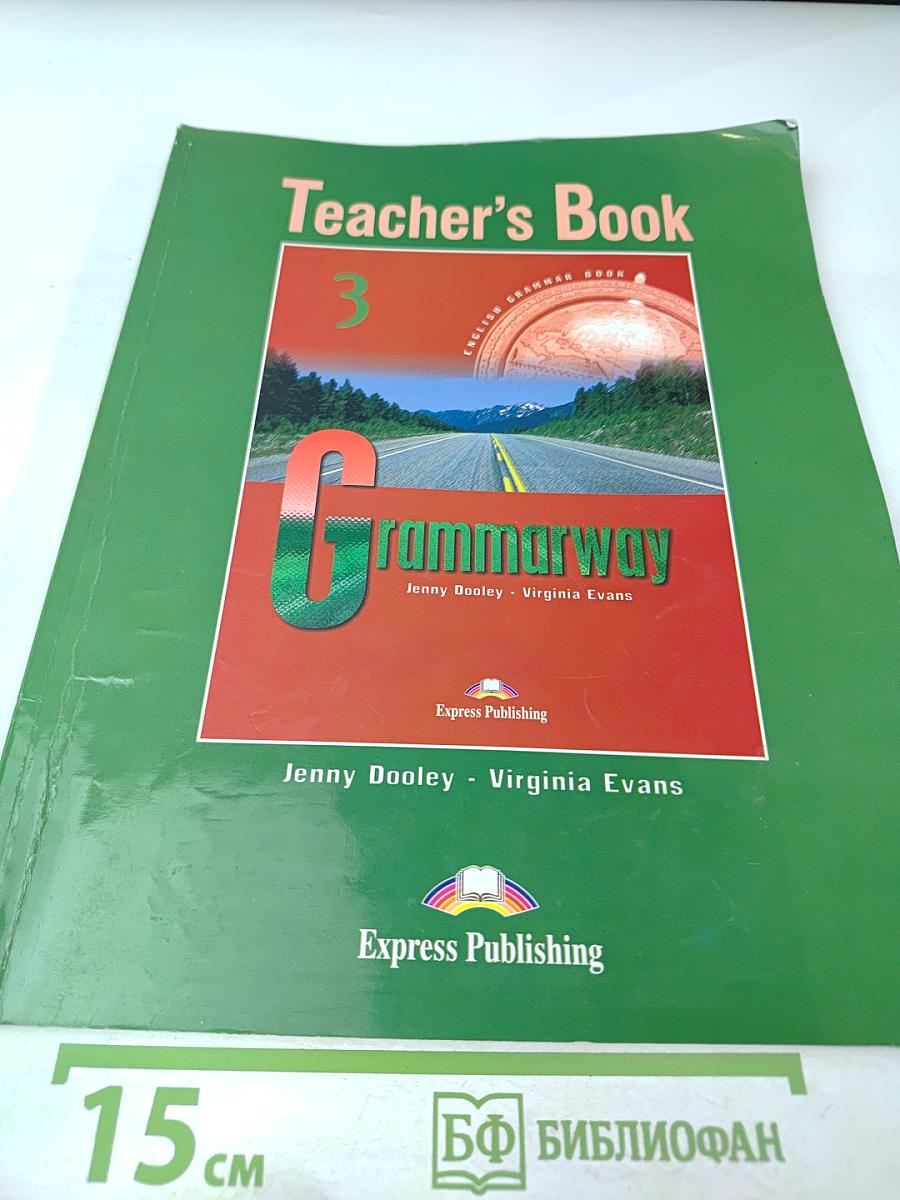 Teacher's Book
3
ENGLISH GRAMMAR BOOK
Grammarway
Jenny Dooley - Virginia Evans
Express Publishing
Jenny Dooley - Virginia Evans
Express Publishing
15 см
БФ БИБЛИОФАН